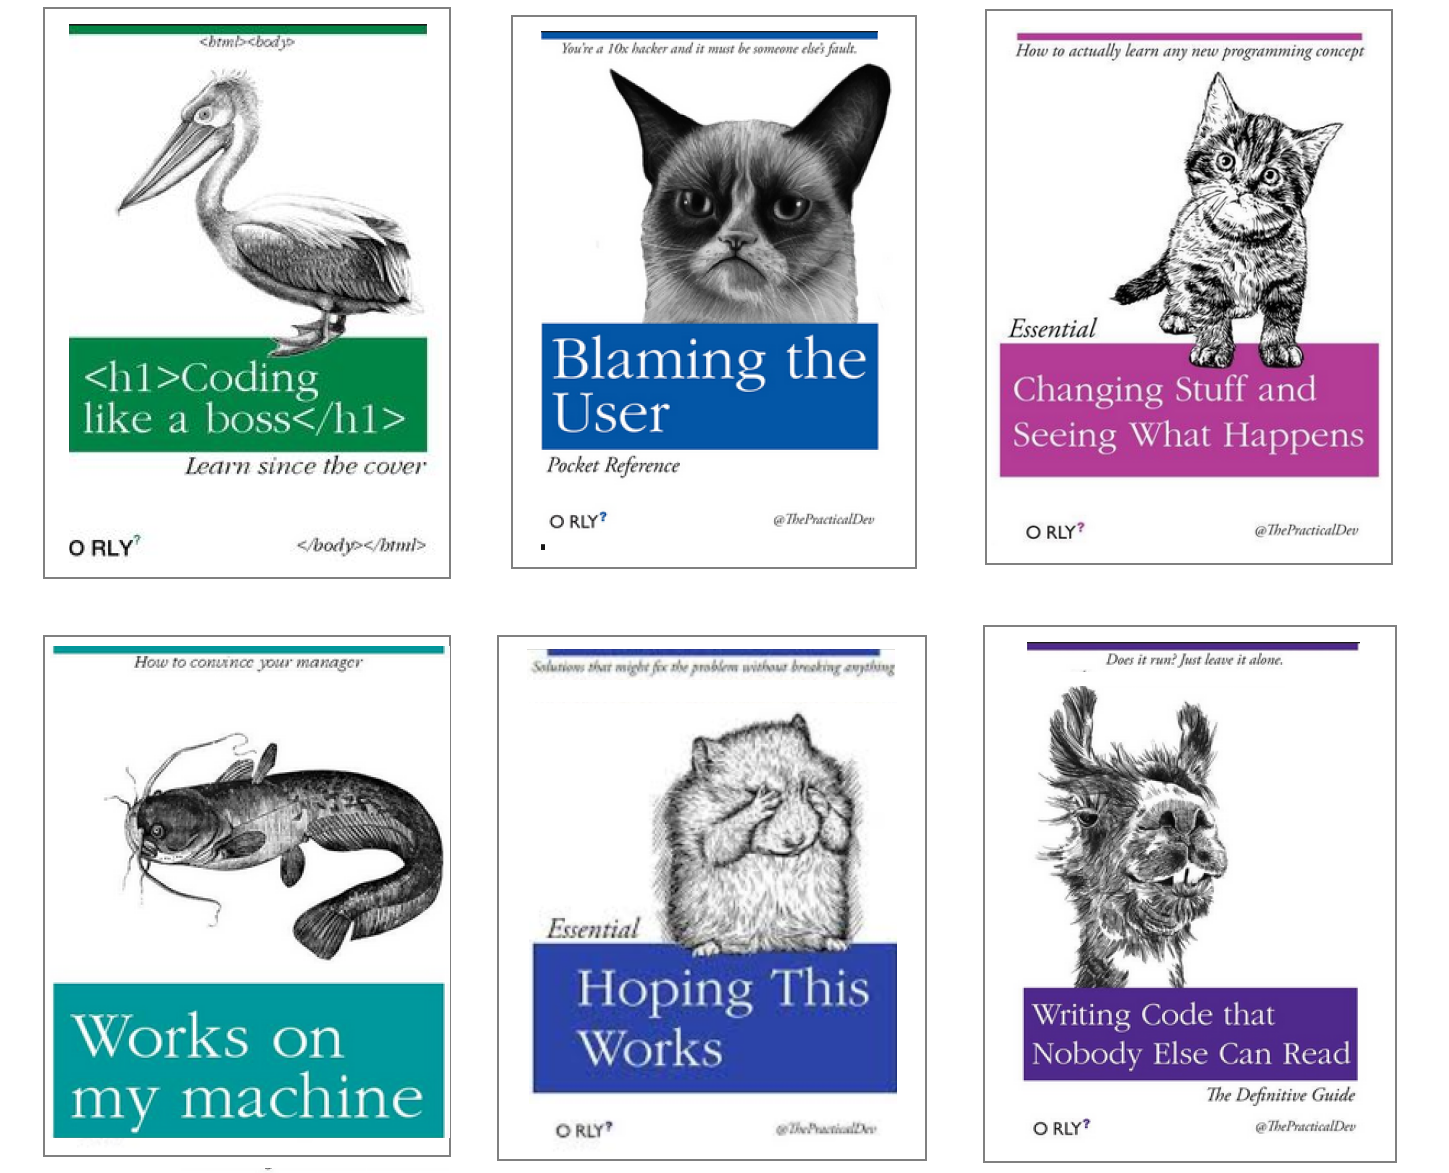 <html><body>
<h1>Coding
like a boss</h1>
Learn since the cover
O RLY?
</body></html>
You're a 10x hacker and it must be someone else's fault.
Blaming the
User
Pocket Reference
O RLY?
@ThePracticalDev
How to actually learn any new programming concept
Essential
Changing Stuff and
Seeing What Happens
O RLY?
@ThePracticalDev
How to convince your manager
Works on
my machine
Solutions that might fix the problem without breaking anything
Essential
Hoping This
Works
O RLY?
@ThePracticalDev
Does it run? Just leave it alone.
Writing Code that
Nobody Else Can Read
The Definitive Guide
O RLY?
@ThePracticalDev